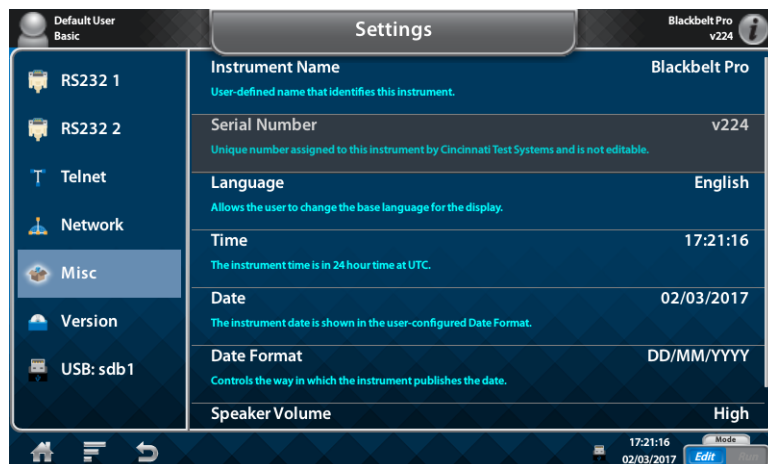 Default User
Basic
Settings
Blackbelt Pro
v224
i
RS232 1
RS232 2
Telnet
Network
Misc
Version
USB: sdb1
Instrument Name
Blackbelt Pro
User-defined name that identifies this instrument.
Serial Number
v224
Unique number assigned to this instrument by Cincinnati Test Systems and is not editable.
Language
English
Allows the user to change the base language for the display.
Time
17:21:16
The instrument time is in 24 hour time at UTC.
Date
02/03/2017
The instrument date is shown in the user-configured Date Format.
Date Format
DD/MM/YYYY
Controls the way in which the instrument publishes the date.
Speaker Volume
High
17:21:16
02/03/2017
Mode
Edit
Run